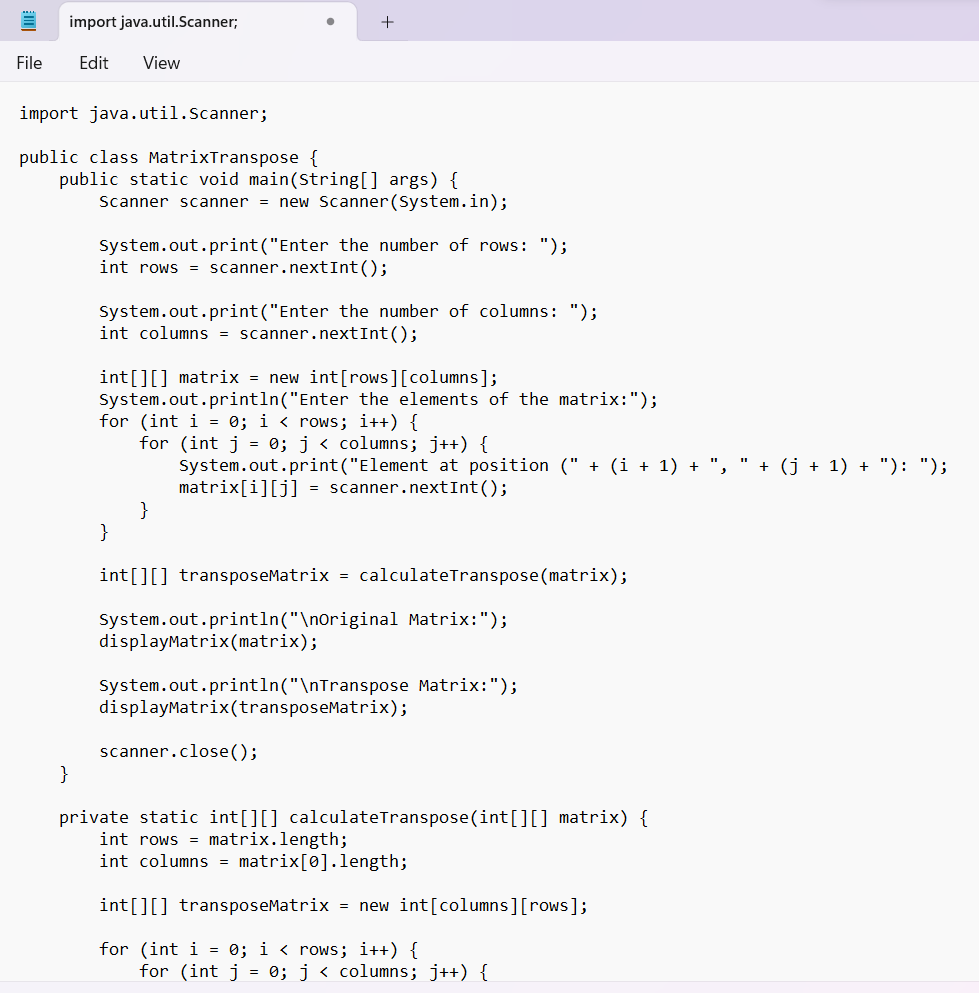 import java.util.Scanner;
File Edit View
import java.util.Scanner;

public class MatrixTranspose {
    public static void main(String[] args) {
        Scanner scanner = new Scanner(System.in);

        System.out.print("Enter the number of rows: ");
        int rows = scanner.nextInt();

        System.out.print("Enter the number of columns: ");
        int columns = scanner.nextInt();

        int[][] matrix = new int[rows][columns];
        System.out.println("Enter the elements of the matrix:");
        for (int i = 0; i < rows; i++) {
            for (int j = 0; j < columns; j++) {
                System.out.print("Element at position (" + (i + 1) + ", " + (j + 1) + "): ");
                matrix[i][j] = scanner.nextInt();
            }
        }

        int[][] transposeMatrix = calculateTranspose(matrix);

        System.out.println("\nOriginal Matrix:");
        displayMatrix(matrix);

        System.out.println("\nTranspose Matrix:");
        displayMatrix(transposeMatrix);

        scanner.close();
    }

    private static int[][] calculateTranspose(int[][] matrix) {
        int rows = matrix.length;
        int columns = matrix[0].length;

        int[][] transposeMatrix = new int[columns][rows];

        for (int i = 0; i < rows; i++) {
            for (int j = 0; j < columns; j++) {